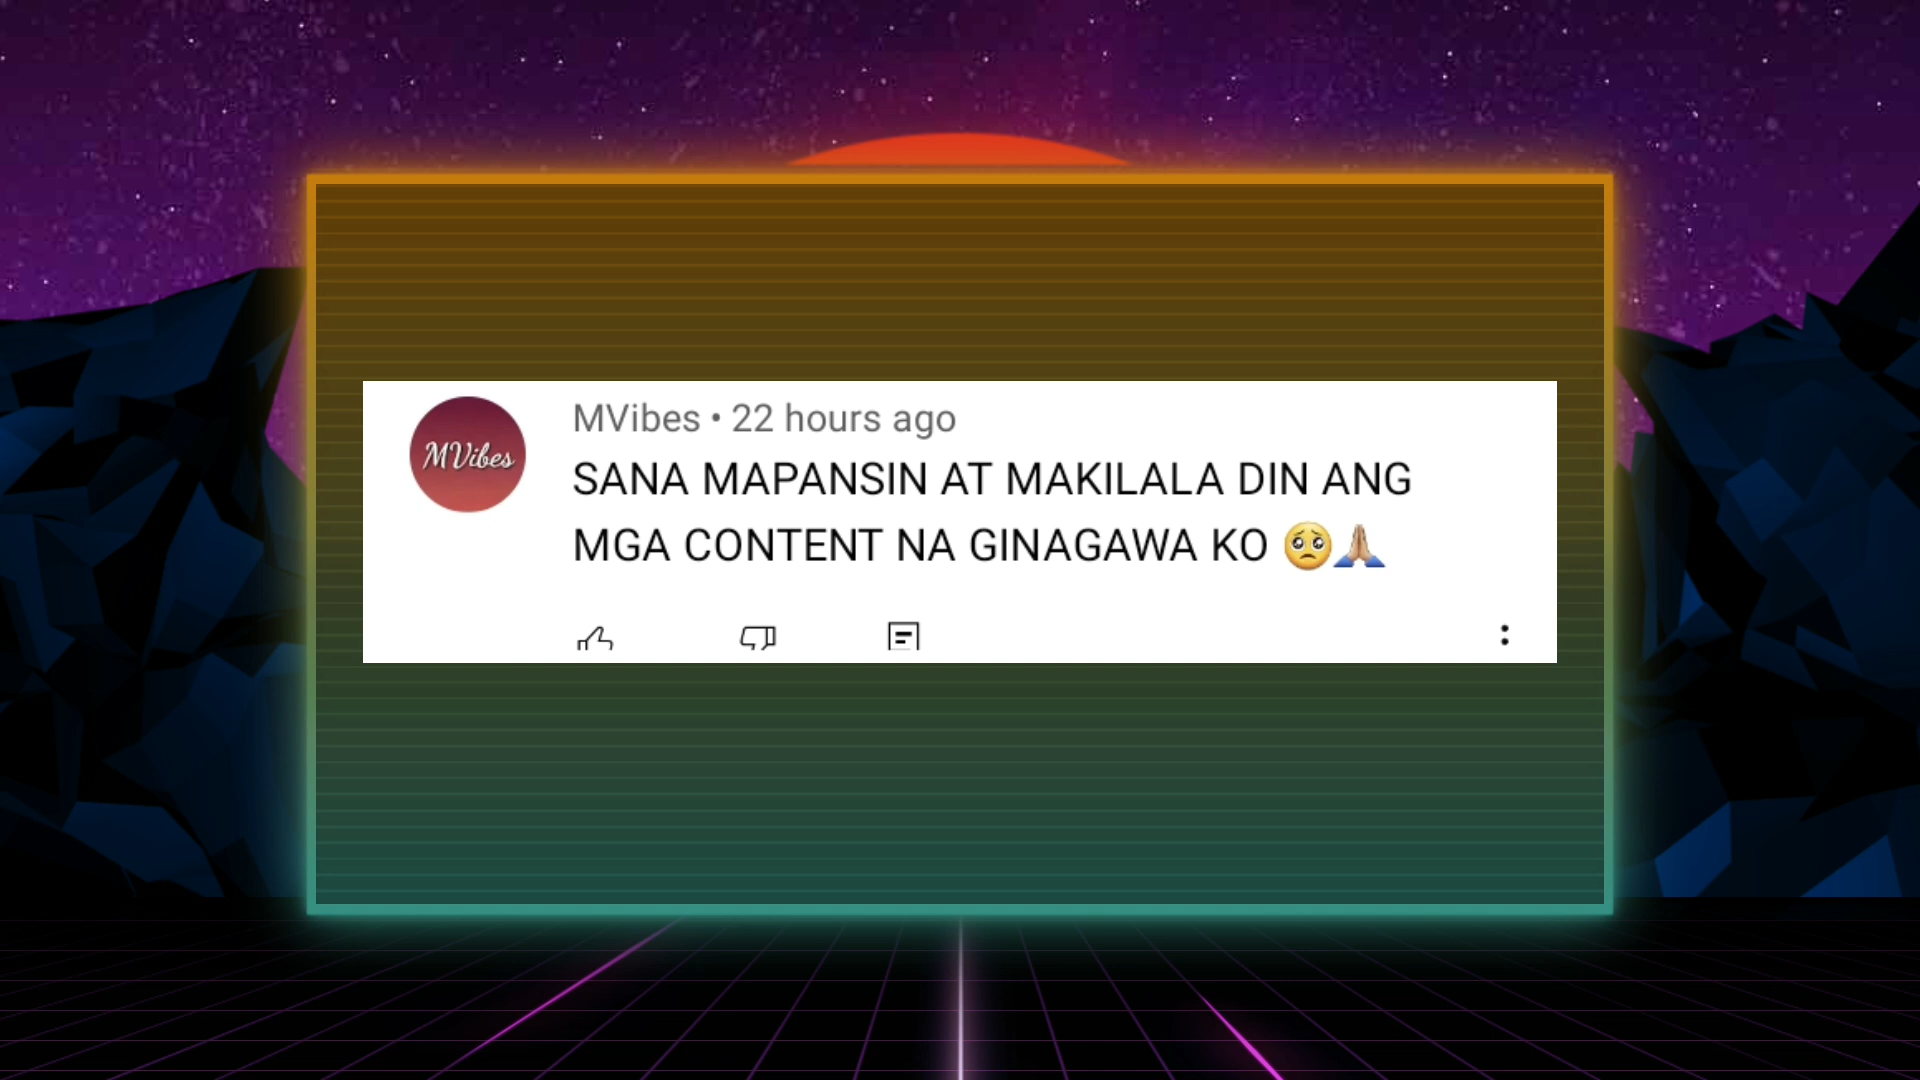 MVibes
MVibes • 22 hours ago
SANA MAPANSIN AT MAKILALA DIN ANG
MGA CONTENT NA GINAGAWA KO 🥺🙏🏼